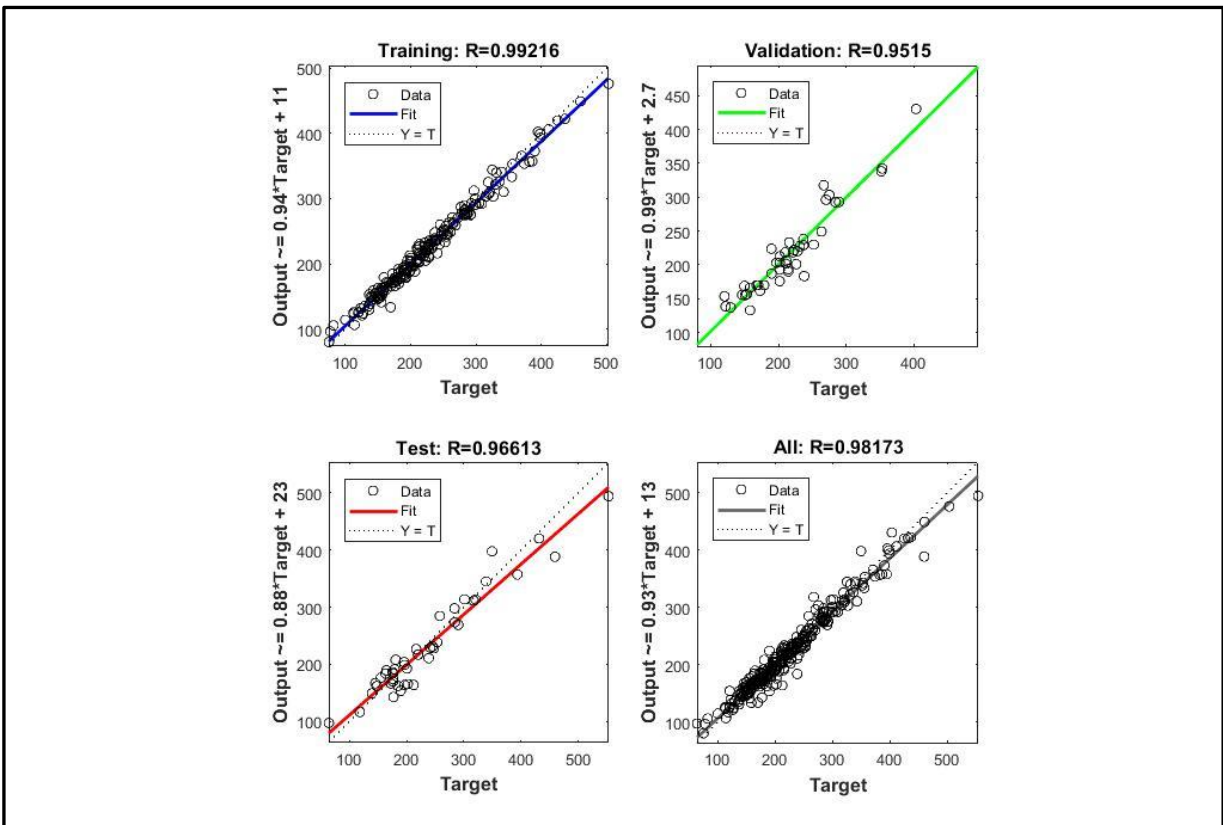 Training: R=0.99216
Output ~= 0.94*Target + 11
500
400
300
200
100
Data
Fit
Y = T
100
200
300
400
500
Target
Validation: R=0.9515
Output ~= 0.99*Target + 2.7
450
400
350
300
250
200
150
100
Data
Fit
Y = T
100
200
300
400
Target
Test: R=0.96613
Output ~= 0.88*Target + 23
500
400
300
200
100
Data
Fit
Y = T
100
200
300
400
500
Target
All: R=0.98173
Output ~= 0.93*Target + 13
500
400
300
200
100
Data
Fit
Y = T
100
200
300
400
500
Target